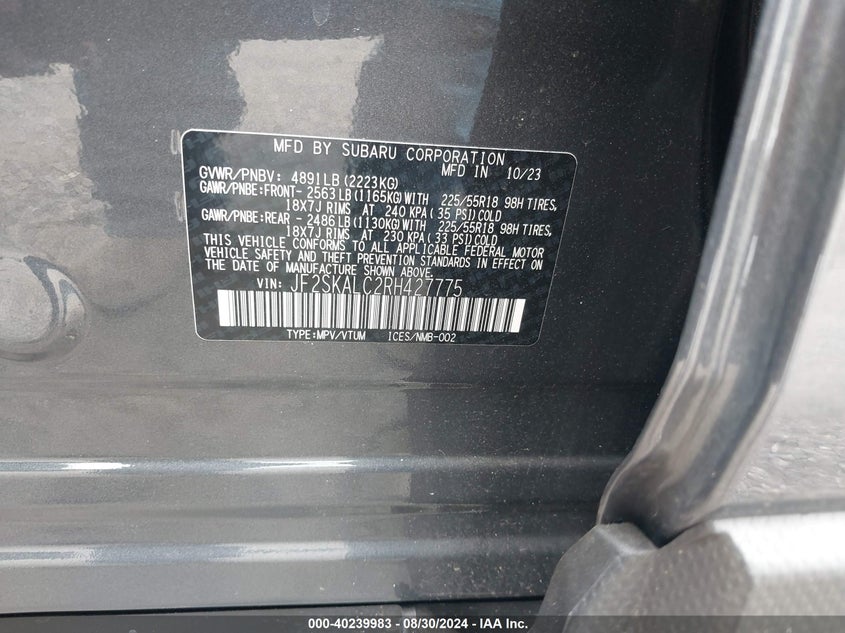 MFD BY SUBARU CORPORATION
GVWR/PNBV: 4891LB(2223KG) MFD IN 10/23
GAWR/PNBE:FRONT- 2563LB(1165KG)WITH 225/55R18 98H TIRES,
18X7J RIMS AT 240 KPA( 35 PSI)COLD
GAWR/PNBE:REAR - 2486LB(1130KG)WITH 225/55R18 98H TIRES,
18X7J RIMS AT 230 KPA( 33 PSI)COLD
THIS VEHICLE CONFORMS TO ALL APPLICABLE FEDERAL MOTOR
VEHICLE SAFETY AND THEFT PREVENTION STANDARDS IN EFFECT ON
THE DATE OF MANUFACTURE SHOWN ABOVE.
VIN: JF2SKALC2RH427775
TYPE:MPV/VTUM ICES/NMB-002
000-40239983 - 08/30/2024 - IAA Inc.